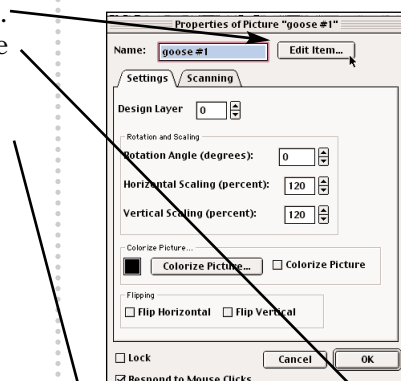 .
e
Properties of Picture "goose #1"
Name: goose #1 Edit Item...
Settings Scanning
Design Layer 0
Rotation and Scaling
Rotation Angle (degrees): 0
Horizontal Scaling (percent): 120
Vertical Scaling (percent): 120
Colorize Picture...
Colorize Picture... Colorize Picture
Flipping
Flip Horizontal Flip Vertical
Lock Cancel OK
Respond to Mouse Clicks